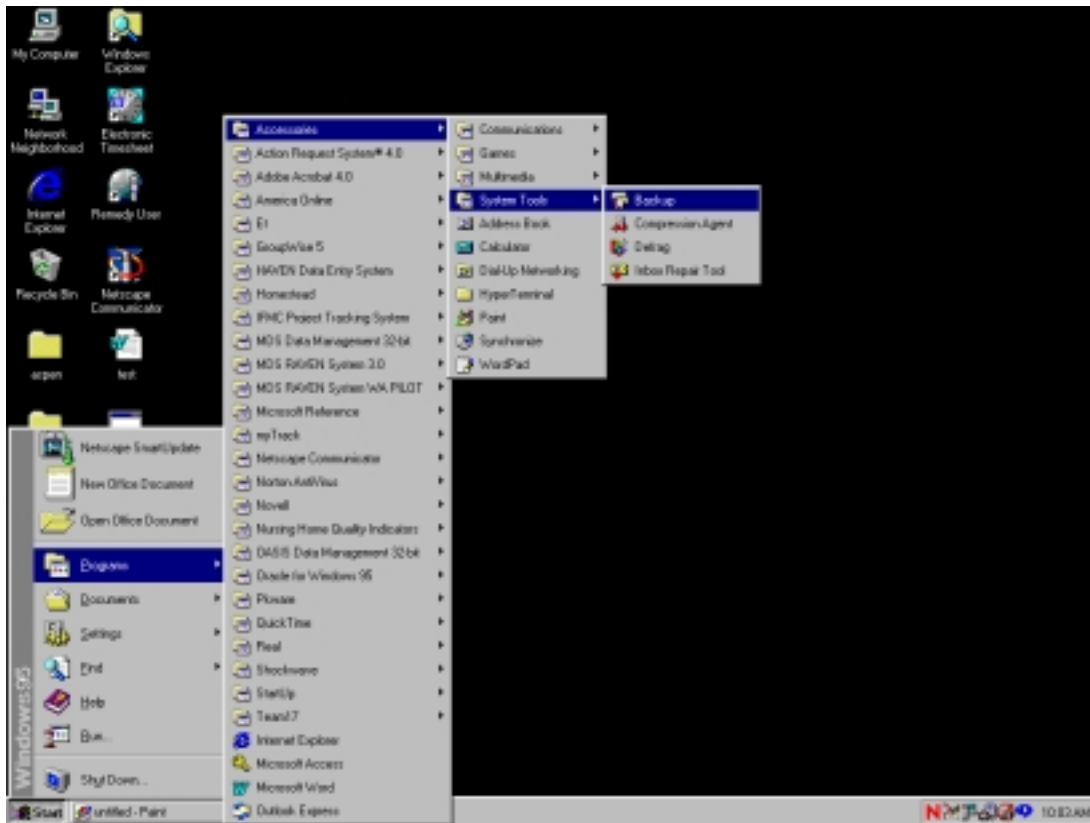 My Computer
Windows
Explorer
Network
Neighborhood
Electronic
Timesheet
Internet
Explorer
Remedy User
Recycle Bin
Netscape
Communicator
aspen
test
Accessories
Action Request System® 4.0
Adobe Acrobat 4.0
America Online
GroupWise 5
HAVEN Data Entry System
Homestead
IFMC Project Tracking System
MDS Data Management 32-bit
MDS RAVEN System 3.0
MDS RAVEN System WA PILOT
Microsoft Reference
myTrack
Netscape Communicator
Norton AntiVirus
Novell
Nursing Home Quality Indicators
OASIS Data Management 32-bit
Oracle for Windows 95
Pkware
QuickTime
Real
Shockwave
StartUp
Team17
Internet Explorer
Microsoft Access
Microsoft Word
Outlook Express
Communications
Games
Multimedia
System Tools
Address Book
Calculator
Dial-Up Networking
HyperTerminal
Paint
Synchronize
WordPad
Backup
Compression Agent
Defrag
Inbox Repair Tool
Netscape SmartUpdate
New Office Document
Open Office Document
Programs
Documents
Settings
Find
Help
Run...
Shut Down...
Windows95
Start
untitled - Paint
10:03 AM